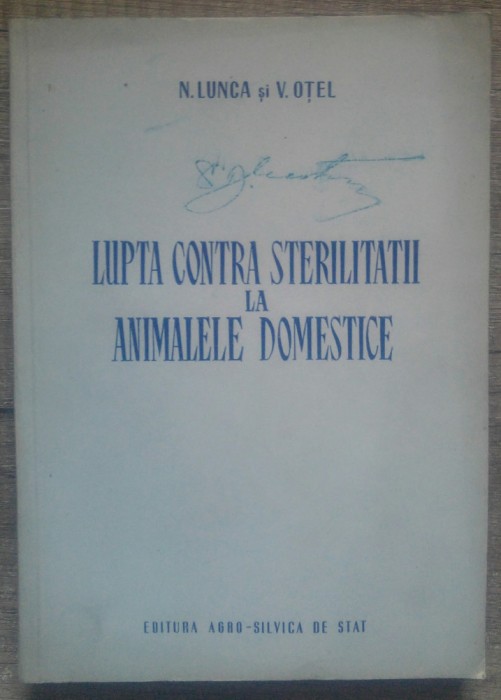 N. LUNCA și V. OȚEL
LUPTA CONTRA STERILITATII
LA
ANIMALELE DOMESTICE
EDITURA AGRO-SILVICA DE STAT